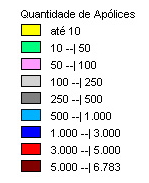 Quantidade de Apólices
até 10
10 --| 50
50 --| 100
100 --| 250
250 --| 500
500 --| 1.000
1.000 --| 3.000
3.000 --| 5.000
5.000 --| 6.783